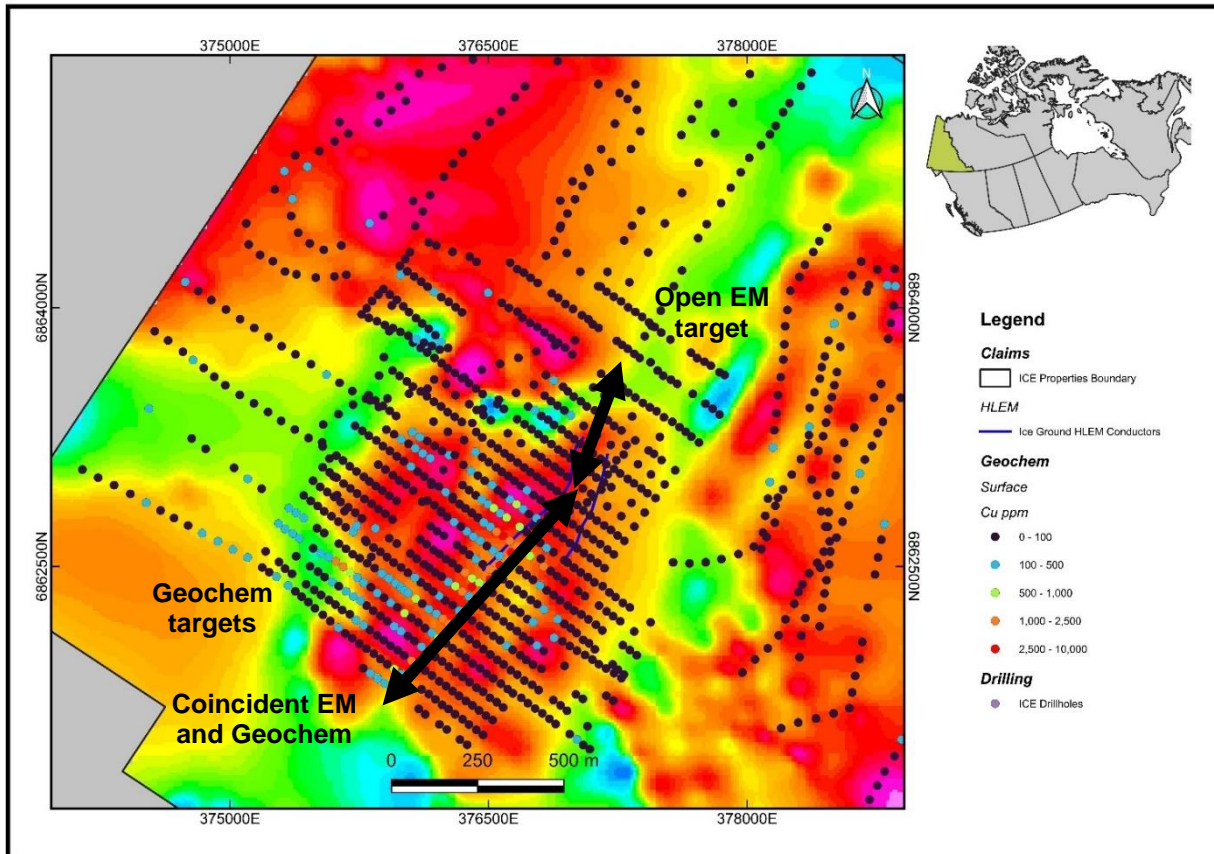 375000E
376500E
378000E
N
6864000N
6864000N
Open EM
target
6862500N
6862500N
Geochem
targets
Coincident EM
and Geochem
0
250
500 m
375000E
376500E
378000E
Legend
Claims
ICE Properties Boundary
HLEM
Ice Ground HLEM Conductors
Geochem
Surface
Cu ppm
0 - 100
100 - 500
500 - 1,000
1,000 - 2,500
2,500 - 10,000
Drilling
ICE Drillholes